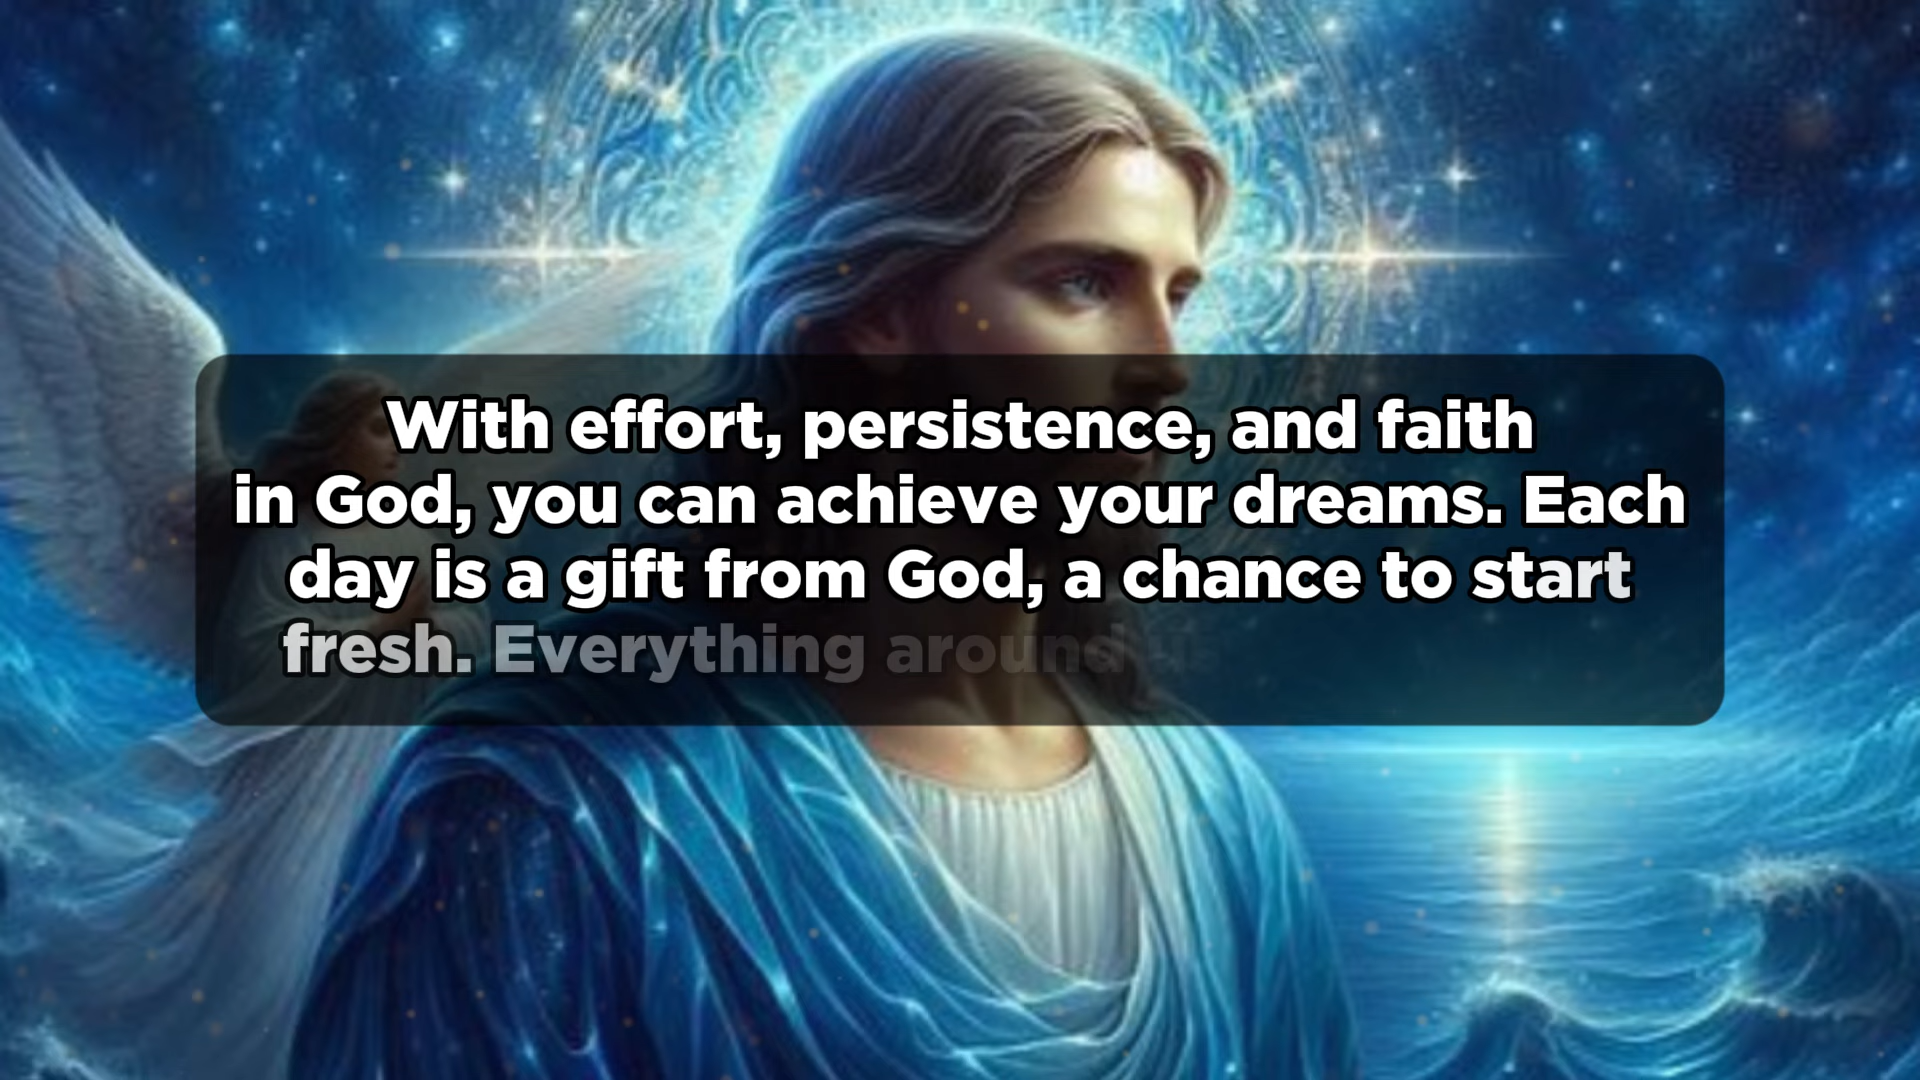 With effort, persistence, and faith
in God, you can achieve your dreams. Each
day is a gift from God, a chance to start
fresh. Everything around